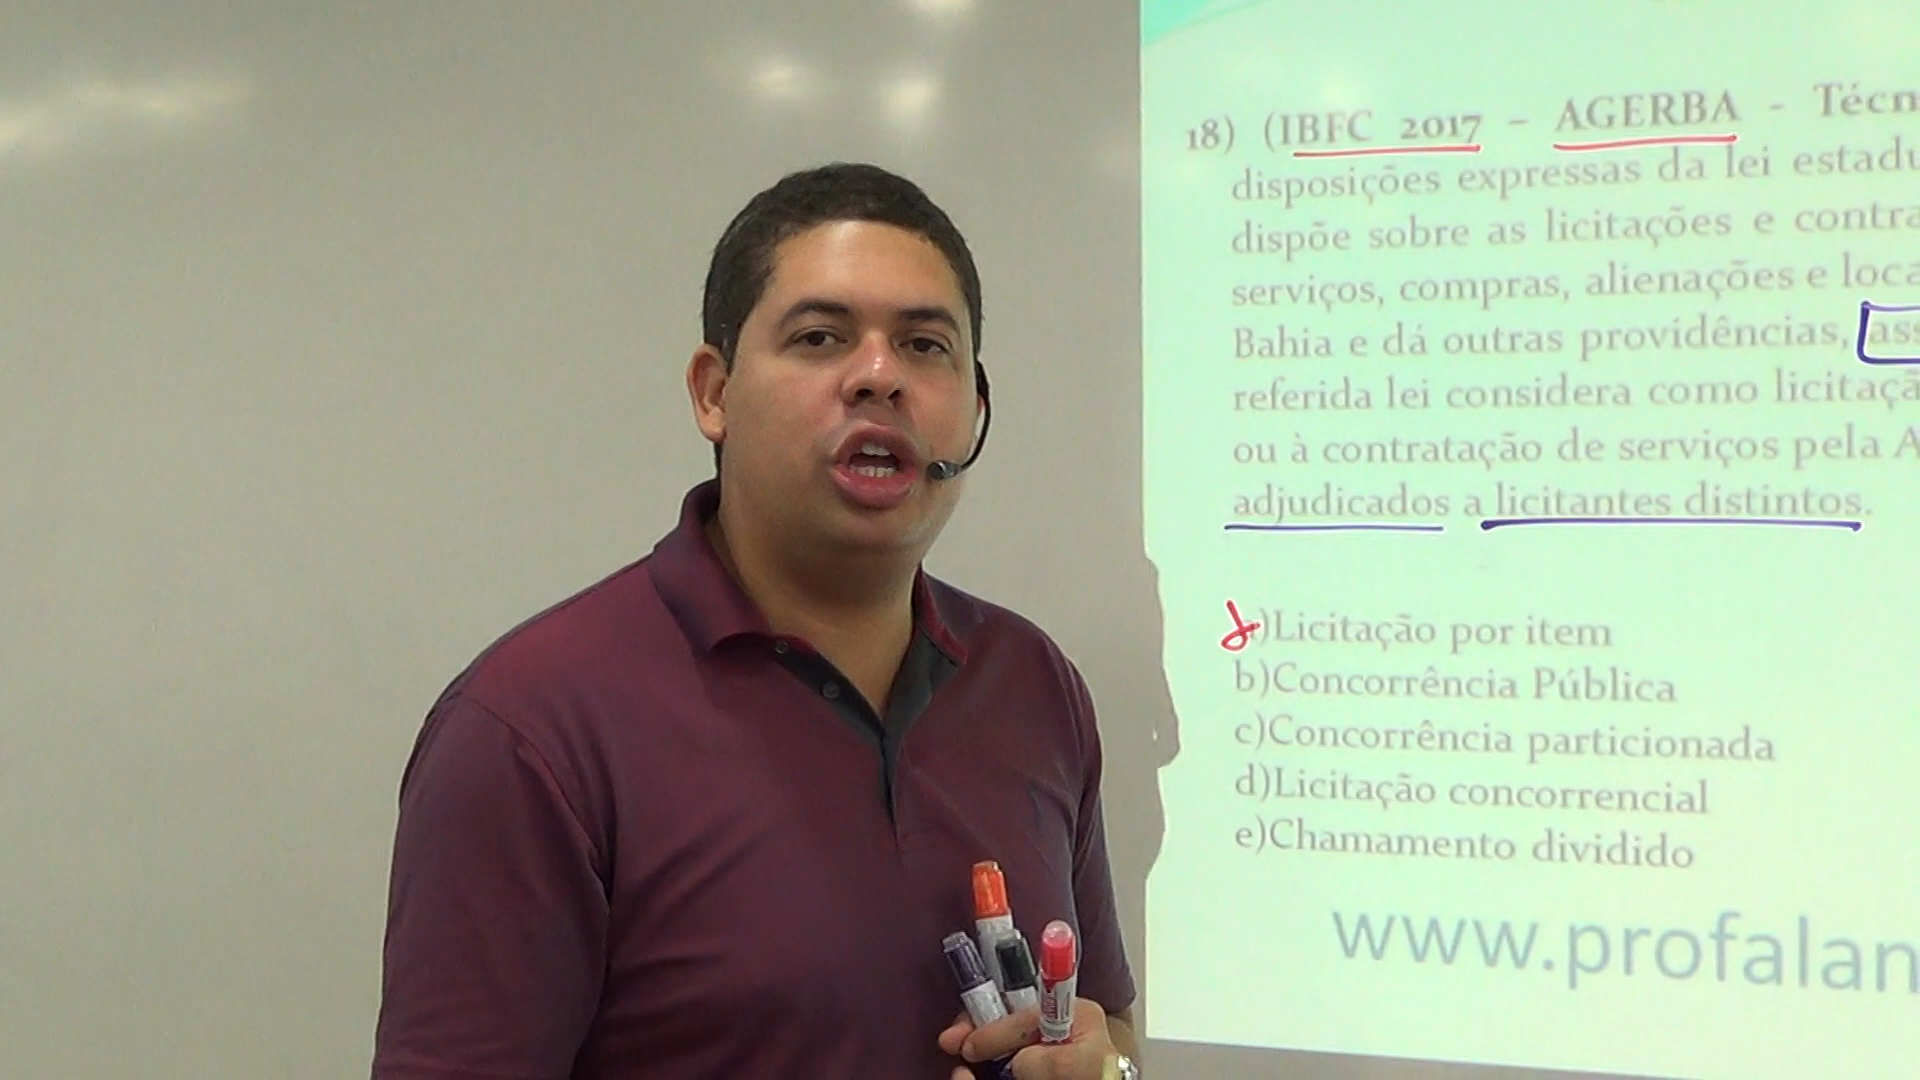 18) (IBFC 2017 – AGERBA - Técn
disposições expressas da lei estadu
dispõe sobre as licitações e contra
serviços, compras, alienações e loca
Bahia e dá outras providências, ass
referida lei considera como licitaçã
ou à contratação de serviços pela A
adjudicados a licitantes distintos.
a)Licitação por item
b)Concorrência Pública
c)Concorrência particionada
d)Licitação concorrencial
e)Chamamento dividido
www.profalan